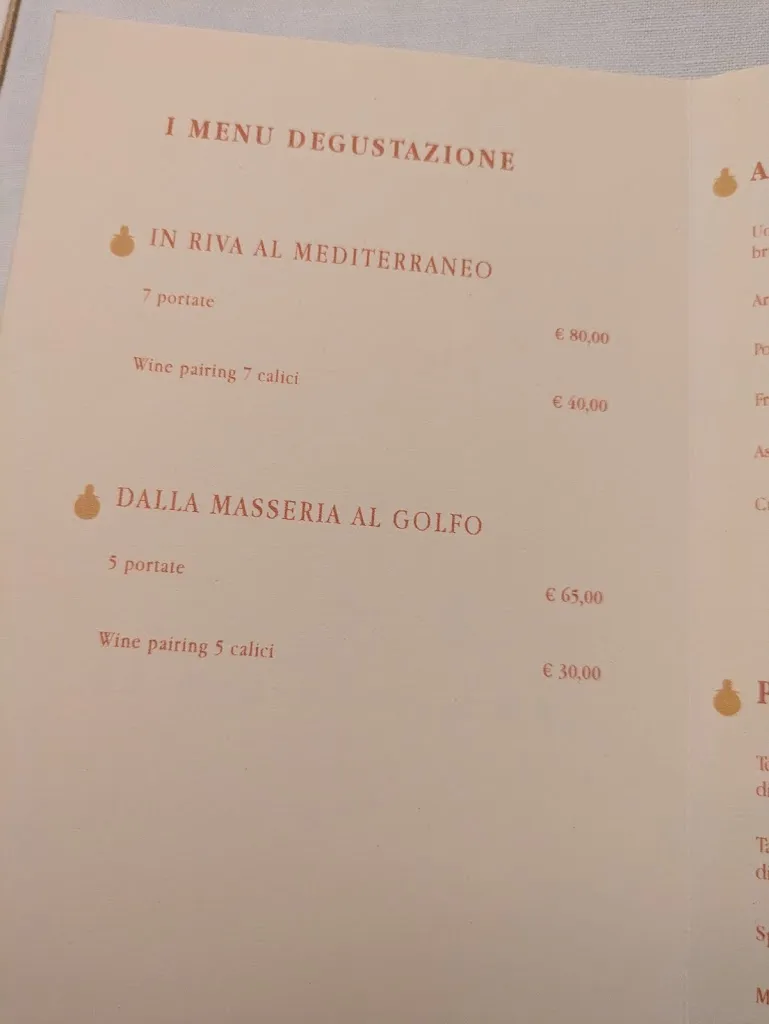 I MENU DEGUSTAZIONE
IN RIVA AL MEDITERRANEO
7 portate
€ 80,00
Wine pairing 7 calici
€ 40,00
DALLA MASSERIA AL GOLFO
5 portate
€ 65,00
Wine pairing 5 calici
€ 30,00